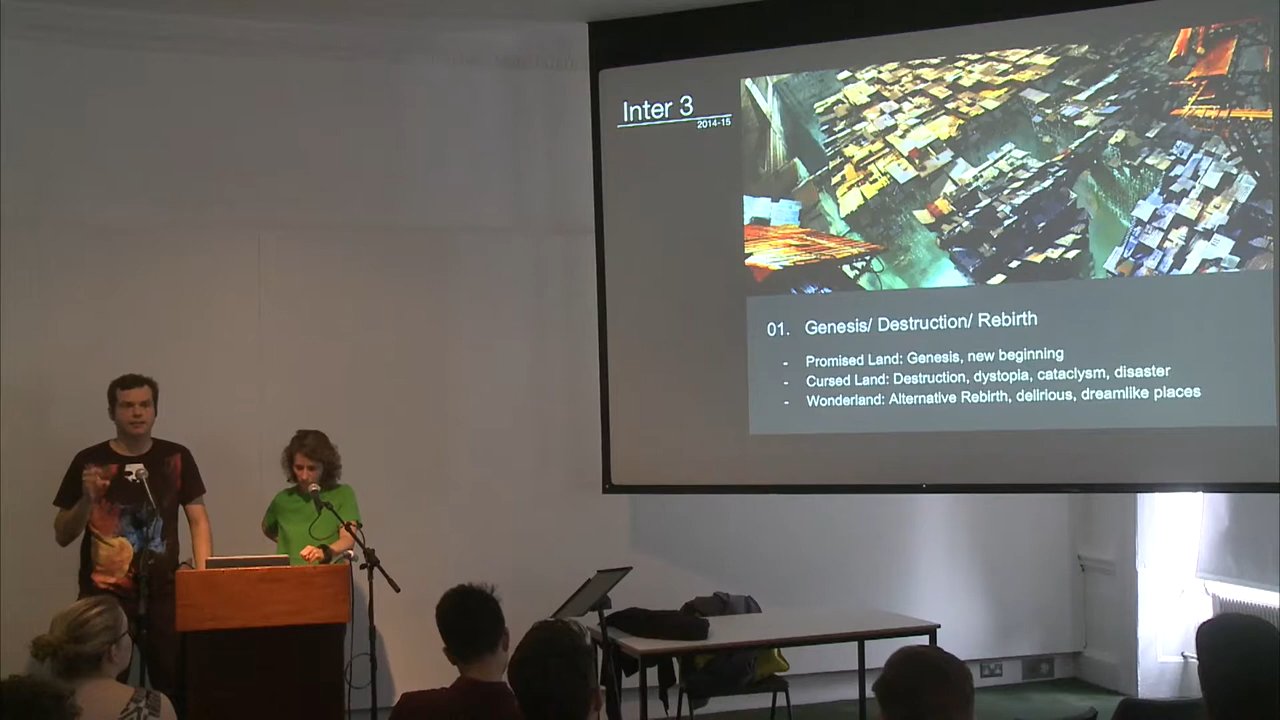 Inter 3
2014-15
01. Genesis/ Destruction/ Rebirth
- Promised Land: Genesis, new beginning
- Cursed Land: Destruction, dystopia, cataclysm, disaster
- Wonderland: Alternative Rebirth, delirious, dreamlike places